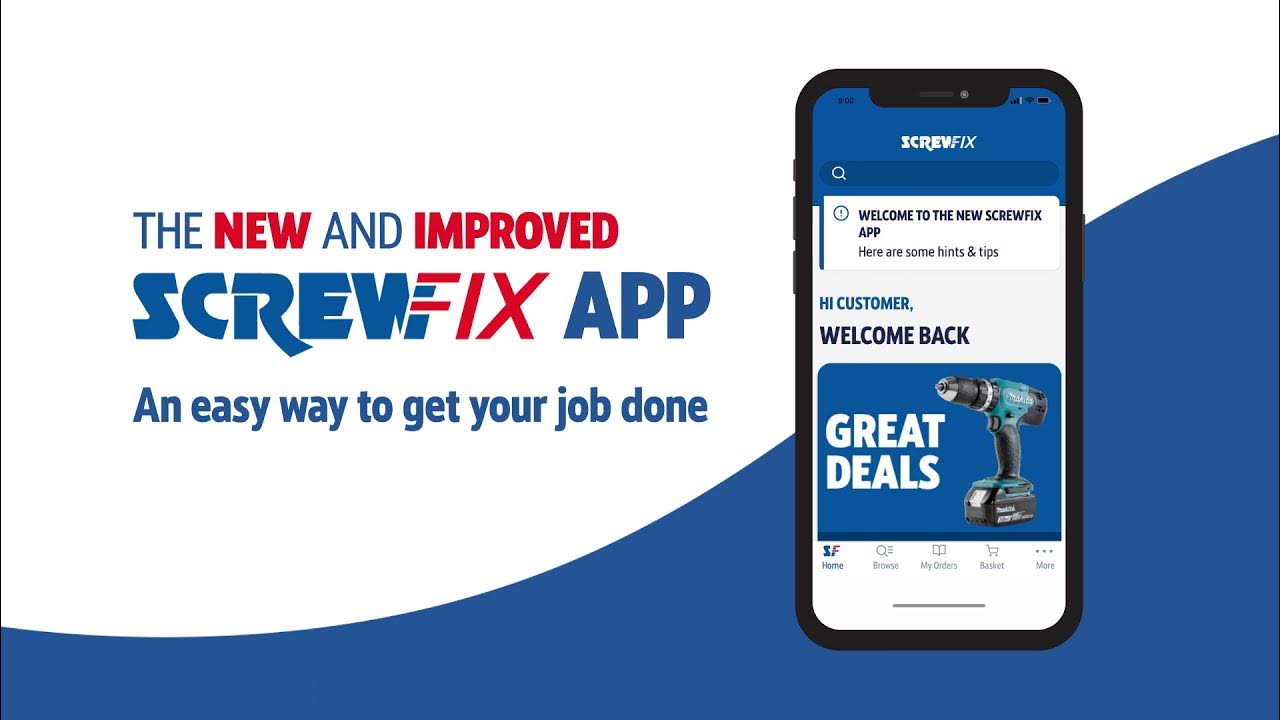 THE NEW AND IMPROVED
SCREWFIX APP
An easy way to get your job done
9:00
SCREWFIX
WELCOME TO THE NEW SCREWFIX
APP
Here are some hints & tips
HI CUSTOMER,
WELCOME BACK
GREAT
DEALS
makita
makita
SF
Home
Browse
My Orders
Basket
More